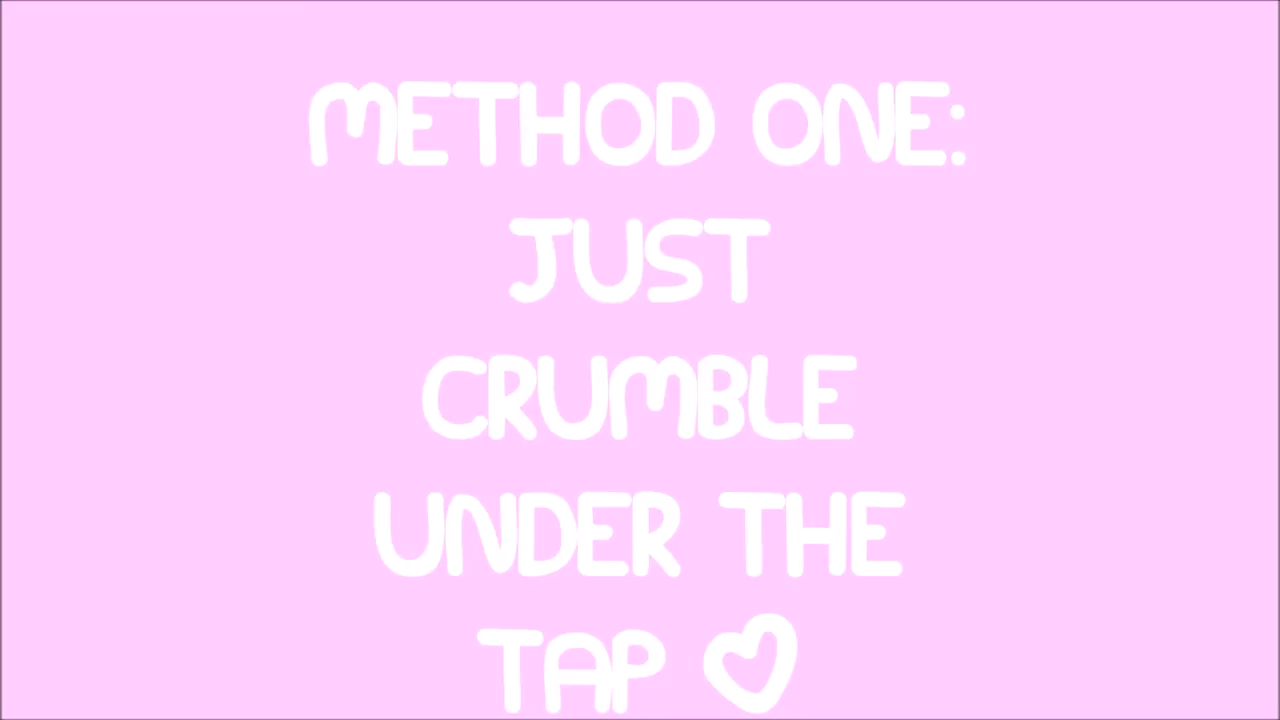 METHOD ONE:
JUST
CRUMBLE
UNDER THE
TAP ♡